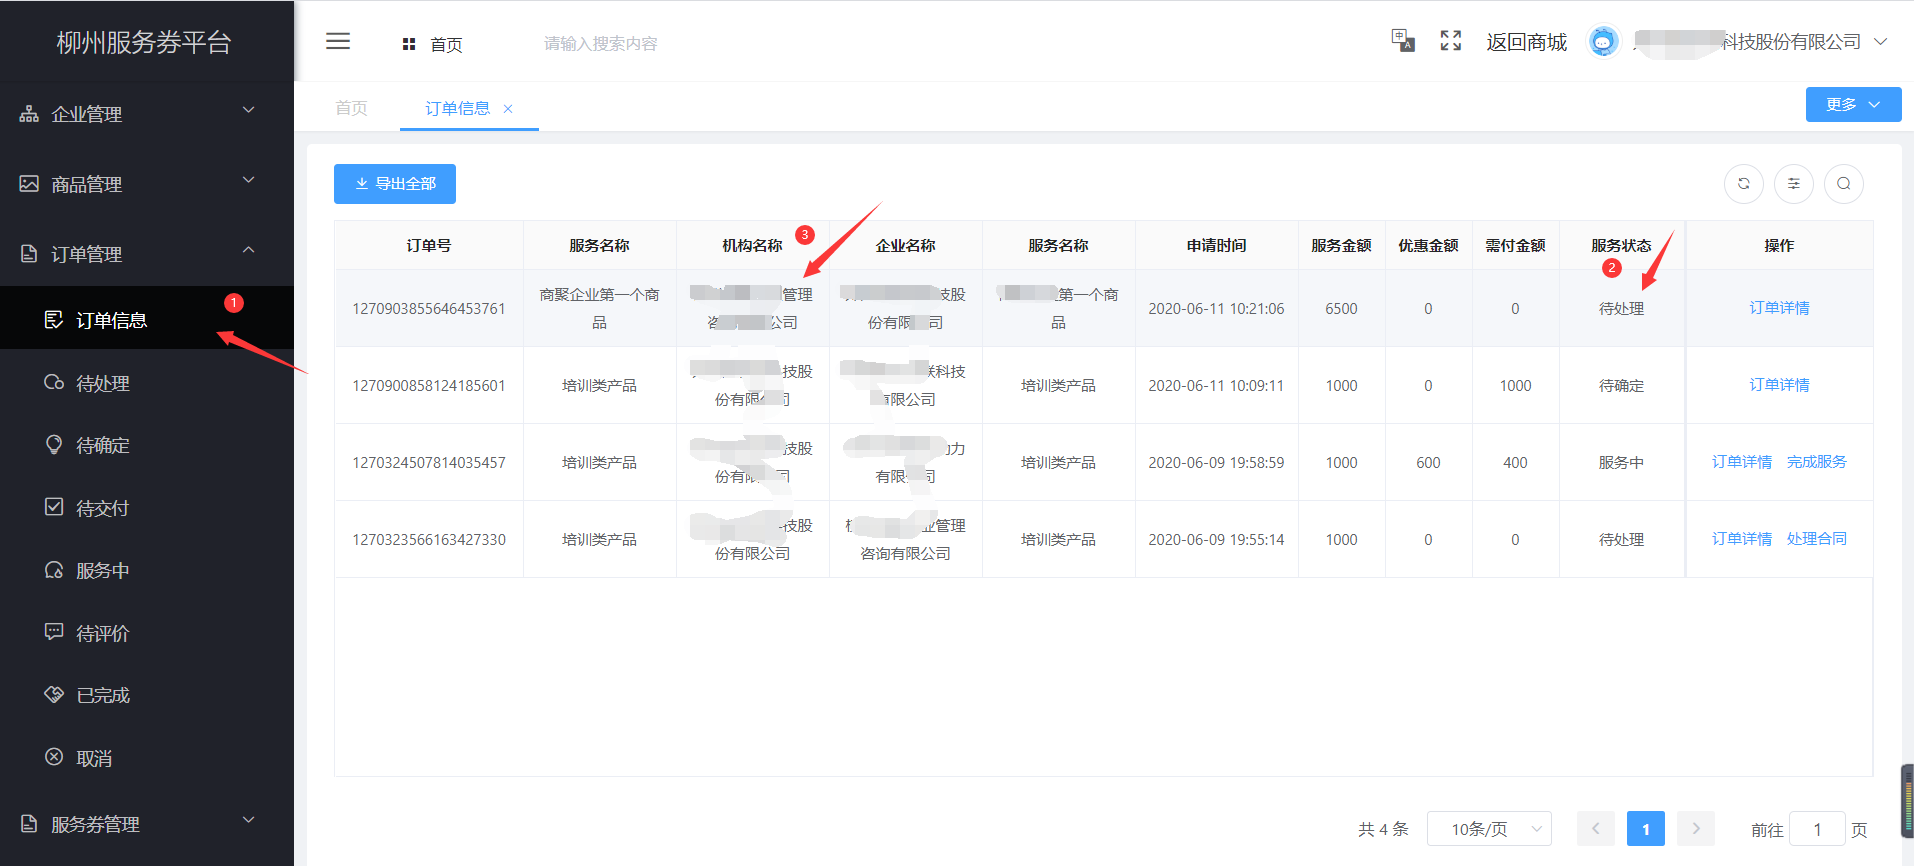 柳州服务券平台
首页
请输入搜索内容
返回商城
科技股份有限公司
企业管理
商品管理
订单管理
订单信息
1
待处理
待确定
待交付
服务中
待评价
已完成
取消
服务券管理
首页
订单信息
更多
导出全部
订单号 服务名称 机构名称 3 企业名称 服务名称 申请时间 服务金额 优惠金额 需付金额 服务状态 操作
2
1270903855646453761 商聚企业第一个商品 管理咨 公司 技股份有限 司 第一个商品 2020-06-11 10:21:06 6500 0 0 待处理 订单详情
1270900858124185601 培训类产品 技股份有限 司 联科技有限公司 培训类产品 2020-06-11 10:09:11 1000 0 1000 待确定 订单详情
1270324507814035457 培训类产品 技股份有限 司 动力有限 司 培训类产品 2020-06-09 19:58:59 1000 600 400 服务中 订单详情 完成服务
1270323566163427330 培训类产品 技股份有限公司 业管理咨询有限公司 培训类产品 2020-06-09 19:55:14 1000 0 0 待处理 订单详情 处理合同
共 4 条 10条/页 1 前往 1 页